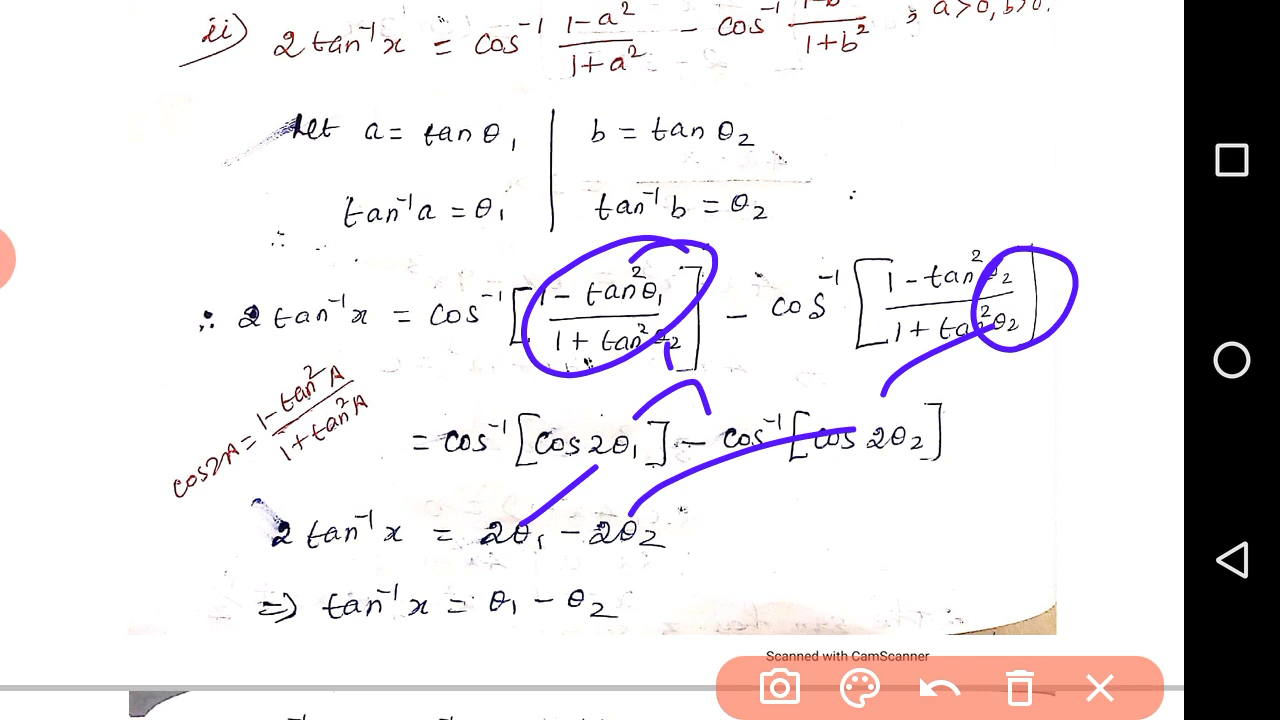 ii) 2 tan⁻¹x = cos⁻¹ (1-a²)/(1+a²) - cos⁻¹ (1-b²)/(1+b²) ; a>0, b>0.
Let a = tan θ₁ | b = tan θ₂
tan⁻¹a = θ₁ | tan⁻¹ b = θ₂
∴ 2 tan⁻¹x = cos⁻¹ [(1 - tan²θ₁)/(1 + tan²θ₂)] - cos⁻¹ [(1 - tan²θ₂)/(1 + tan²θ₂)]
cos2A = (1-tan²A)/(1+tan²A)
= cos⁻¹ [cos 2θ₁] - cos⁻¹ [cos 2θ₂]
2 tan⁻¹x = 2θ₁ - 2θ₂
=> tan⁻¹x = θ₁ - θ₂
Scanned with CamScanner